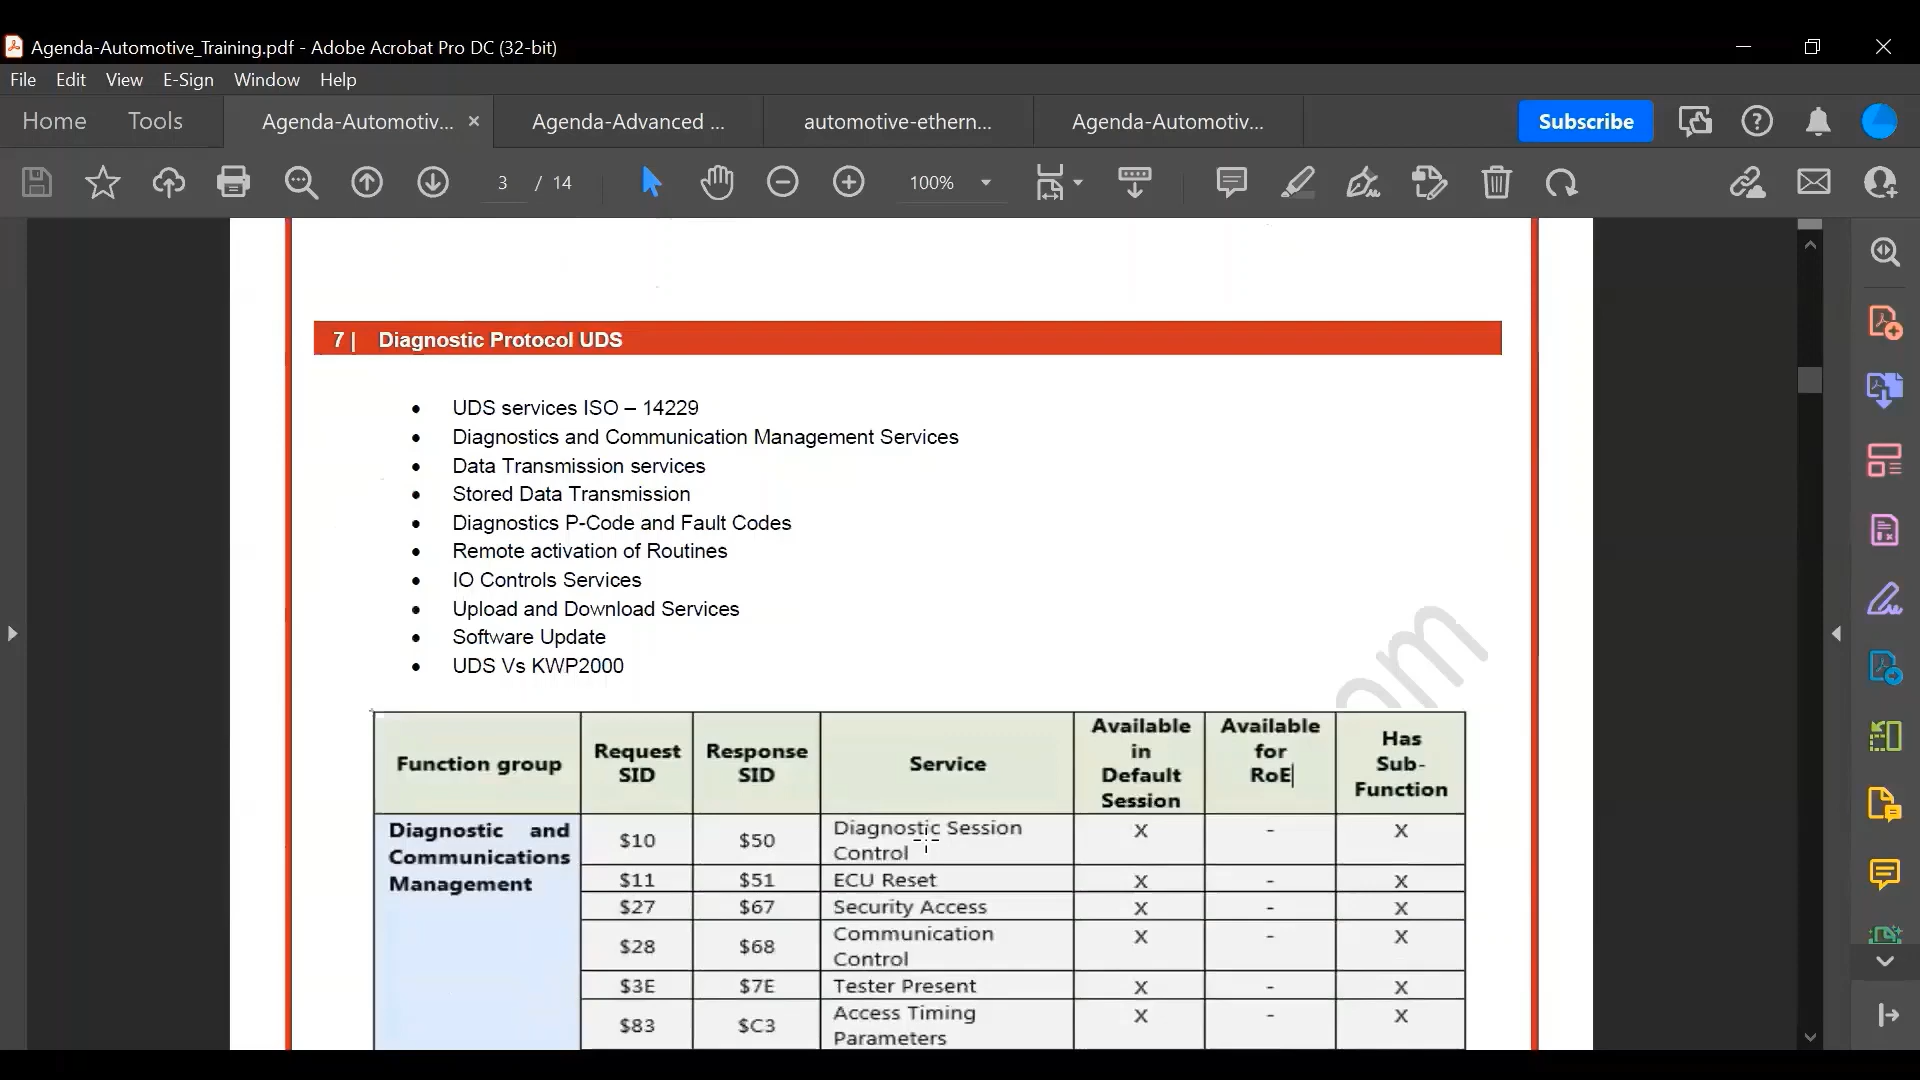 Agenda-Automotive_Training.pdf - Adobe Acrobat Pro DC (32-bit)
File Edit View E-Sign Window Help
Home Tools Agenda-Automotiv... Agenda-Advanced ... automotive-ethern... Agenda-Automotiv... Subscribe
3 / 14 100%
7 | Diagnostic Protocol UDS
• UDS services ISO – 14229
• Diagnostics and Communication Management Services
• Data Transmission services
• Stored Data Transmission
• Diagnostics P-Code and Fault Codes
• Remote activation of Routines
• IO Controls Services
• Upload and Download Services
• Software Update
• UDS Vs KWP2000
om
Function group Request SID Response SID Service Available in Default Session Available for RoE Has Sub-Function
Diagnostic and Communications Management
$10 $50 Diagnostic Session Control X - X
$11 $51 ECU Reset X - X
$27 $67 Security Access X - X
$28 $68 Communication Control X - X
$3E $7E Tester Present X - X
$83 $C3 Access Timing Parameters X - X